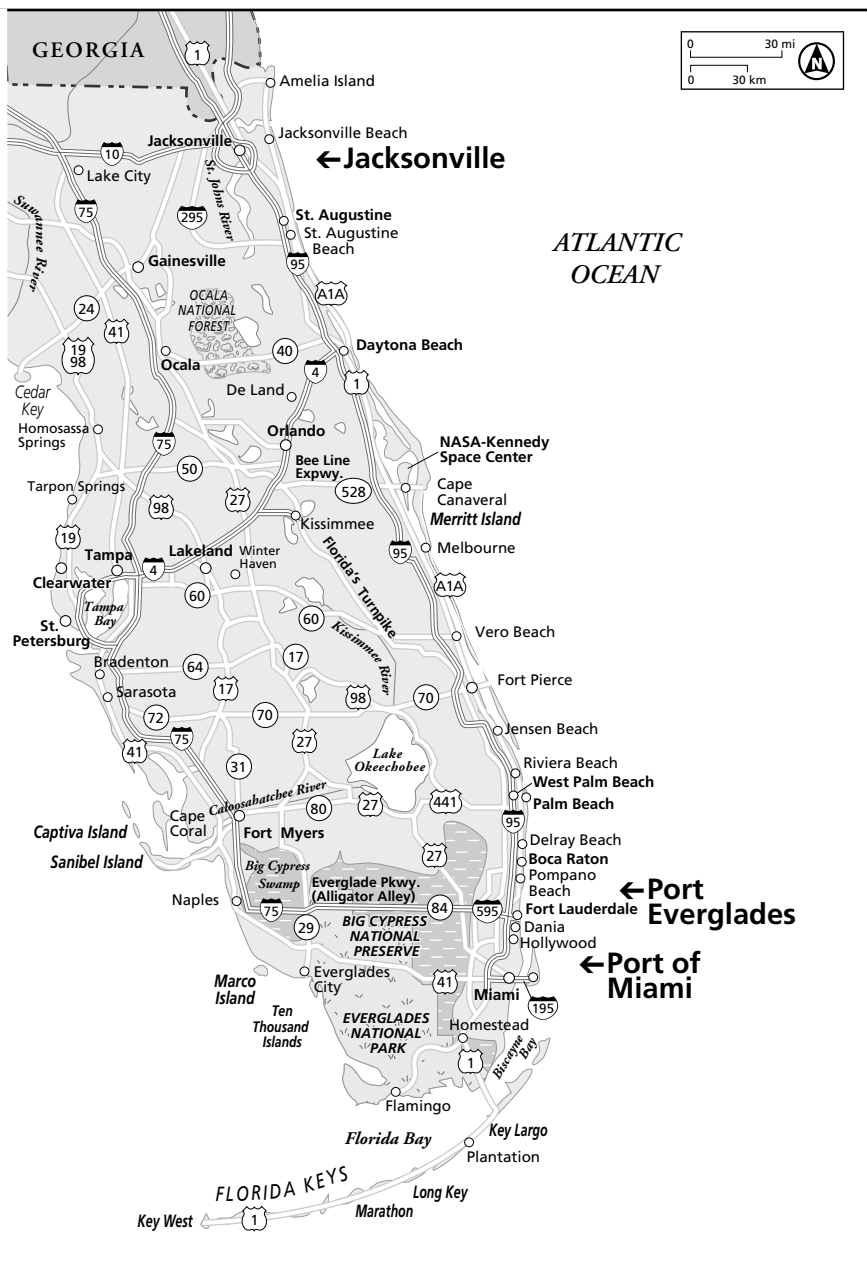 GEORGIA
1
0 30 mi
0 30 km
N
Amelia Island
Jacksonville Beach
Jacksonville
←Jacksonville
10
Lake City
St. Johns River
Suwannee River
75
295
St. Augustine
St. Augustine
Beach
95
ATLANTIC
OCEAN
Gainesville
A1A
OCALA
NATIONAL
FOREST
24
41
19
98
40
Daytona Beach
Ocala
4
1
Cedar
Key
De Land
Homosassa
Springs
Orlando
75
NASA-Kennedy
Space Center
Bee Line
Expwy.
50
Tarpon Springs
27
528
Cape
Canaveral
98
Merritt Island
Kissimmee
19
Florida's Turnpike
95
Melbourne
Tampa
Lakeland
Winter
Haven
4
Clearwater
A1A
60
Tampa
Bay
60
St.
Petersburg
Kissimmee River
Vero Beach
Bradenton
64
17
17
Fort Pierce
Sarasota
98
70
72
70
Jensen Beach
75
41
27
Lake
Okeechobee
31
Riviera Beach
West Palm Beach
Caloosahatchee River
Palm Beach
80
27
441
Cape
Coral
95
Captiva Island
Fort Myers
Delray Beach
27
Boca Raton
Sanibel Island
Big Cypress
Swamp
Pompano
Beach
Everglade Pkwy.
(Alligator Alley)
←Port
Everglades
Naples
75
84
595
Fort Lauderdale
29
BIG CYPRESS
NATIONAL
PRESERVE
Dania
Hollywood
←Port of
Miami
Everglades
City
41
Marco
Island
Miami
195
Ten
Thousand
Islands
EVERGLADES
NATIONAL
PARK
Homestead
Biscayne
Bay
1
Flamingo
Florida Bay
Key Largo
Plantation
FLORIDA KEYS
Long Key
Marathon
Key West
1